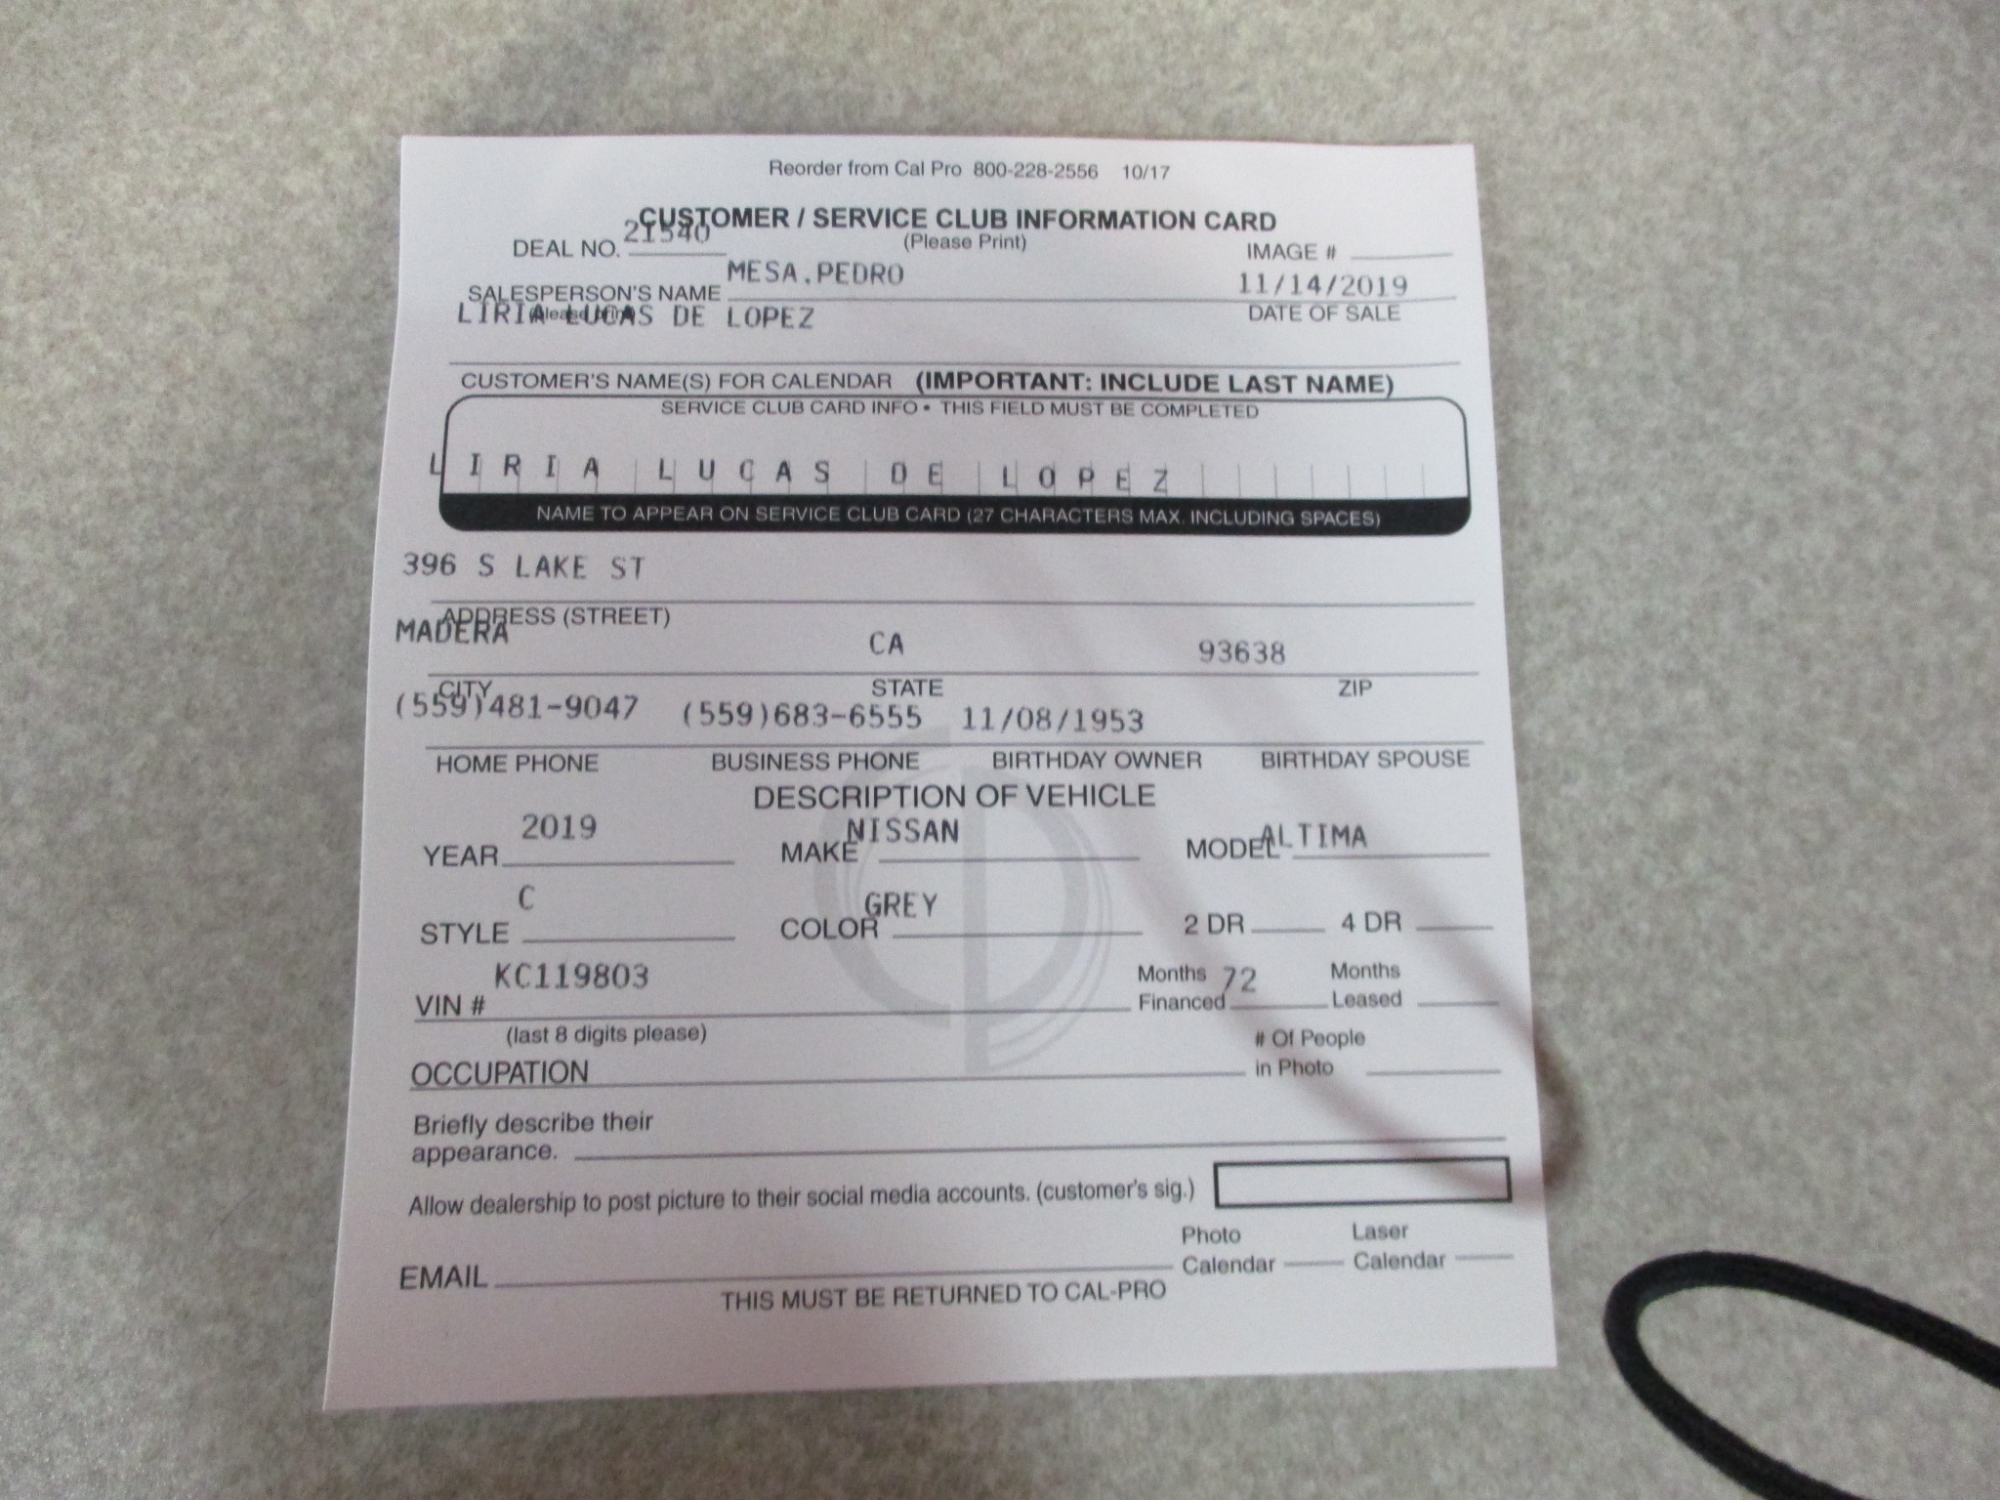 Reorder from Cal Pro 800-228-2556 10/17
CUSTOMER / SERVICE CLUB INFORMATION CARD
DEAL NO. 21540 (Please Print) IMAGE #
MESA.PEDRO 11/14/2019
SALESPERSON'S NAME DATE OF SALE
(please print)
LIRIA LUCAS DE LOPEZ
CUSTOMER'S NAME(S) FOR CALENDAR (IMPORTANT: INCLUDE LAST NAME)
SERVICE CLUB CARD INFO • THIS FIELD MUST BE COMPLETED
LIRIA LUCAS DE LOPEZ
NAME TO APPEAR ON SERVICE CLUB CARD (27 CHARACTERS MAX. INCLUDING SPACES)
396 S LAKE ST
ADDRESS (STREET)
MADERA CA 93638
CITY STATE ZIP
(559)481-9047 (559)683-6555 11/08/1953
HOME PHONE BUSINESS PHONE BIRTHDAY OWNER BIRTHDAY SPOUSE
DESCRIPTION OF VEHICLE
YEAR 2019 MAKE NISSAN MODEL ALTIMA
STYLE C COLOR GREY 2 DR 4 DR
VIN # KC119803 Months Financed 72 Months Leased
(last 8 digits please)
OCCUPATION # Of People in Photo
Briefly describe their
appearance.
Allow dealership to post picture to their social media accounts. (customer's sig.)
EMAIL Photo Calendar Laser Calendar
THIS MUST BE RETURNED TO CAL-PRO